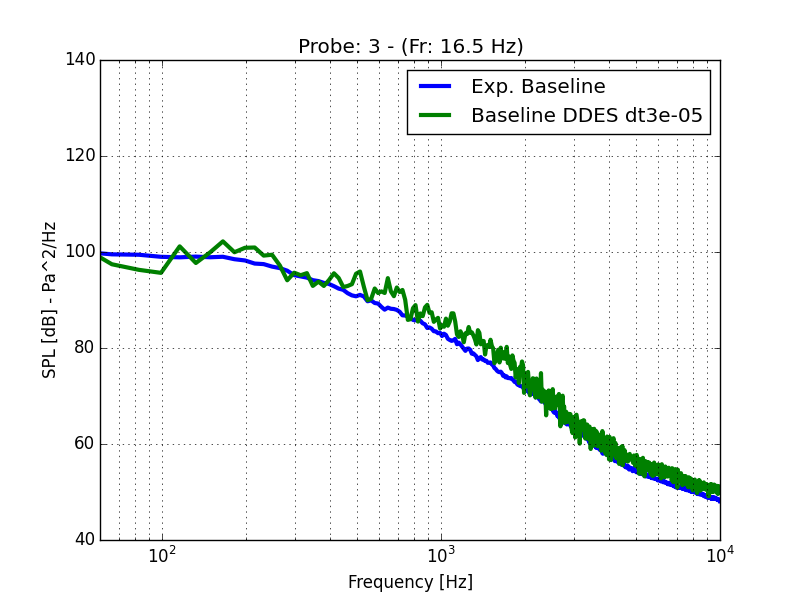 Probe: 3 - (Fr: 16.5 Hz)
140
Exp. Baseline
Baseline DDES dt3e-05
120
100
80
60
40
SPL [dB] - Pa^2/Hz
10^2
10^3
10^4
Frequency [Hz]